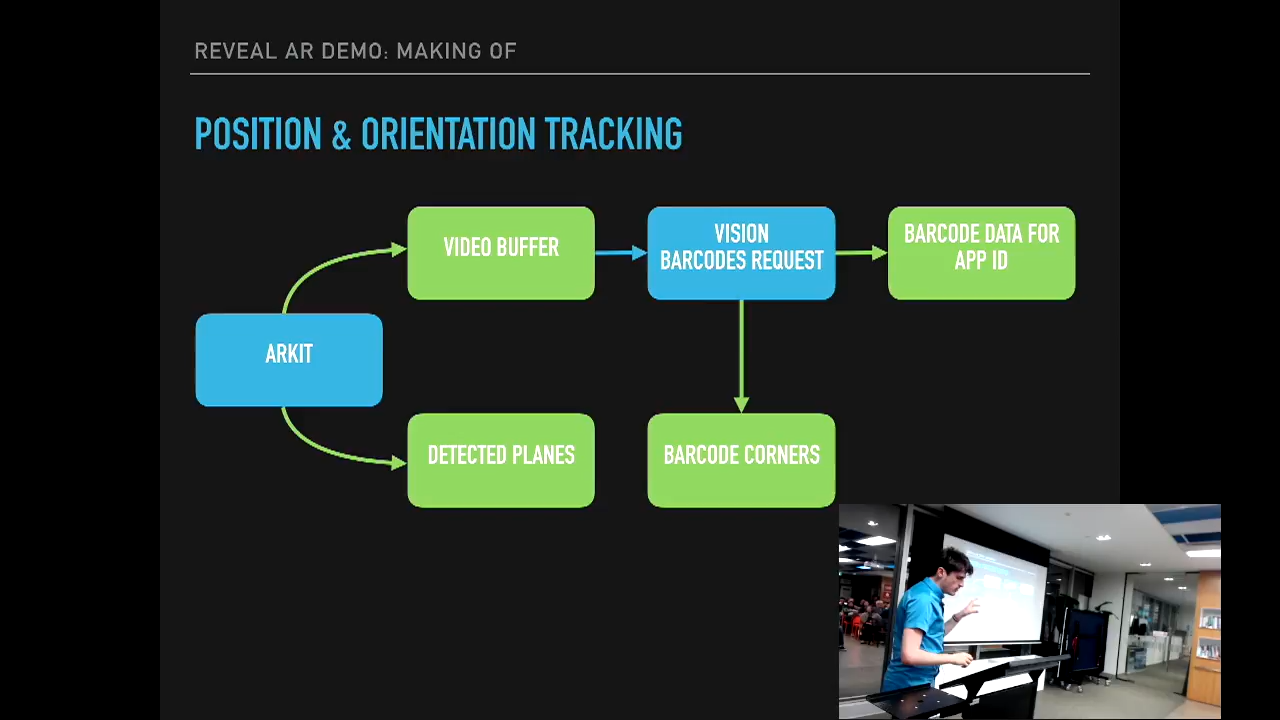 REVEAL AR DEMO: MAKING OF
POSITION & ORIENTATION TRACKING
VIDEO BUFFER
VISION
BARCODES REQUEST
BARCODE DATA FOR
APP ID
ARKIT
DETECTED PLANES
BARCODE CORNERS